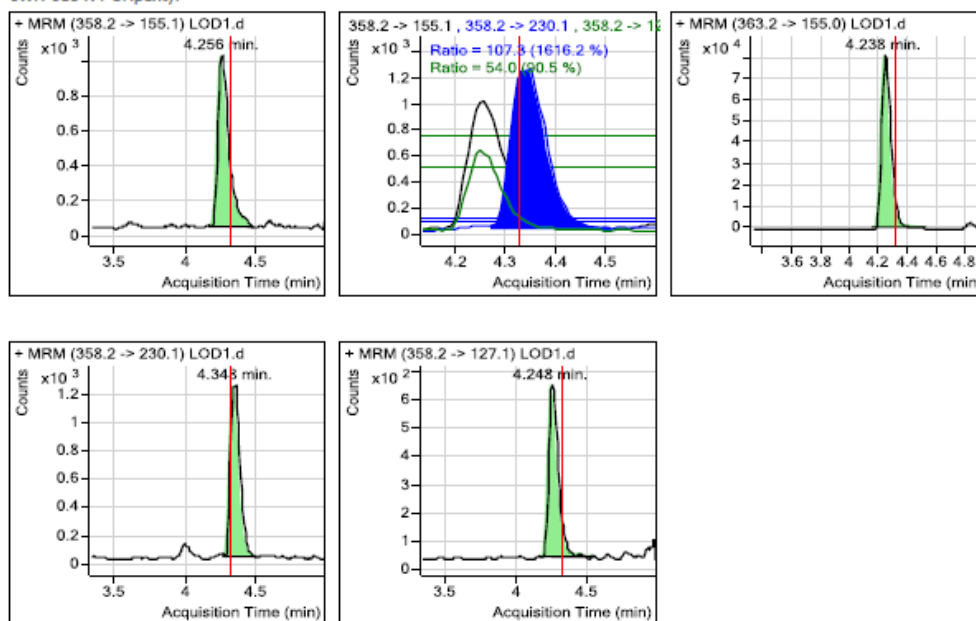 + MRM (358.2 -> 155.1) LOD1.d
Counts
x10 3
4.256 min.
1
0.8
0.6
0.4
0.2
0
3.5 4 4.5
Acquisition Time (min)
358.2 -> 155.1 , 358.2 -> 230.1 , 358.2 -> 12
Counts
x10 3
Ratio = 107.3 (1616.2 %)
Ratio = 54.0 (90.5 %)
1.2
1
0.8
0.6
0.4
0.2
0
4.2 4.3 4.4 4.5
Acquisition Time (min)
+ MRM (363.2 -> 155.0) LOD1.d
Counts
x10 4
4.238 min.
7
6
5
4
3
2
1
0
3.6 3.8 4 4.2 4.4 4.6 4.8
Acquisition Time (min)
+ MRM (358.2 -> 230.1) LOD1.d
Counts
x10 3
4.343 min.
1.2
1
0.8
0.6
0.4
0.2
0
3.5 4 4.5
Acquisition Time (min)
+ MRM (358.2 -> 127.1) LOD1.d
Counts
x10 2
4.248 min.
6
5
4
3
2
1
0
3.5 4 4.5
Acquisition Time (min)